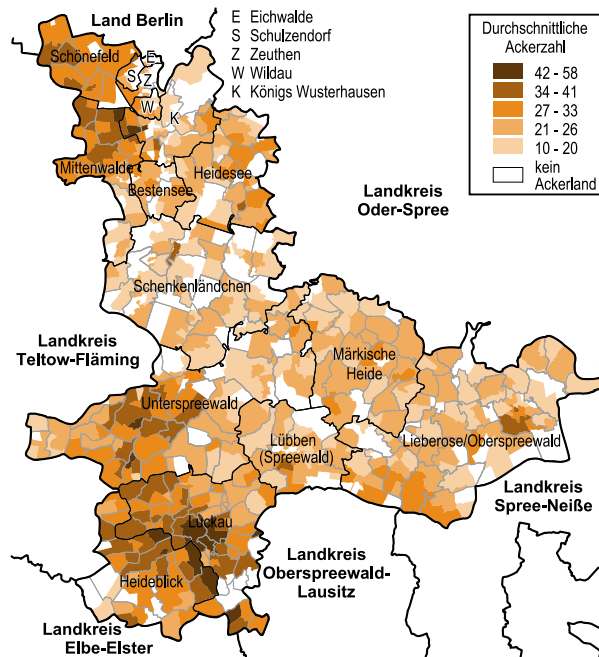 Land Berlin
E Eichwalde
S Schulzendorf
Z Zeuthen
W Wildau
K Königs Wusterhausen
Durchschnittliche
Ackerzahl
42 - 58
34 - 41
27 - 33
21 - 26
10 - 20
kein
Ackerland
Schönefeld
E
S
Z
W
K
Mittenwalde
Bestensee
Heidesee
Landkreis
Oder-Spree
Schenkenländchen
Landkreis
Teltow-Fläming
Märkische
Heide
Unterspreewald
Lübben
(Spreewald)
Lieberose/Oberspreewald
Landkreis
Spree-Neiße
Luckau
Heideblick
Landkreis
Oberspreewald-
Lausitz
Landkreis
Elbe-Elster